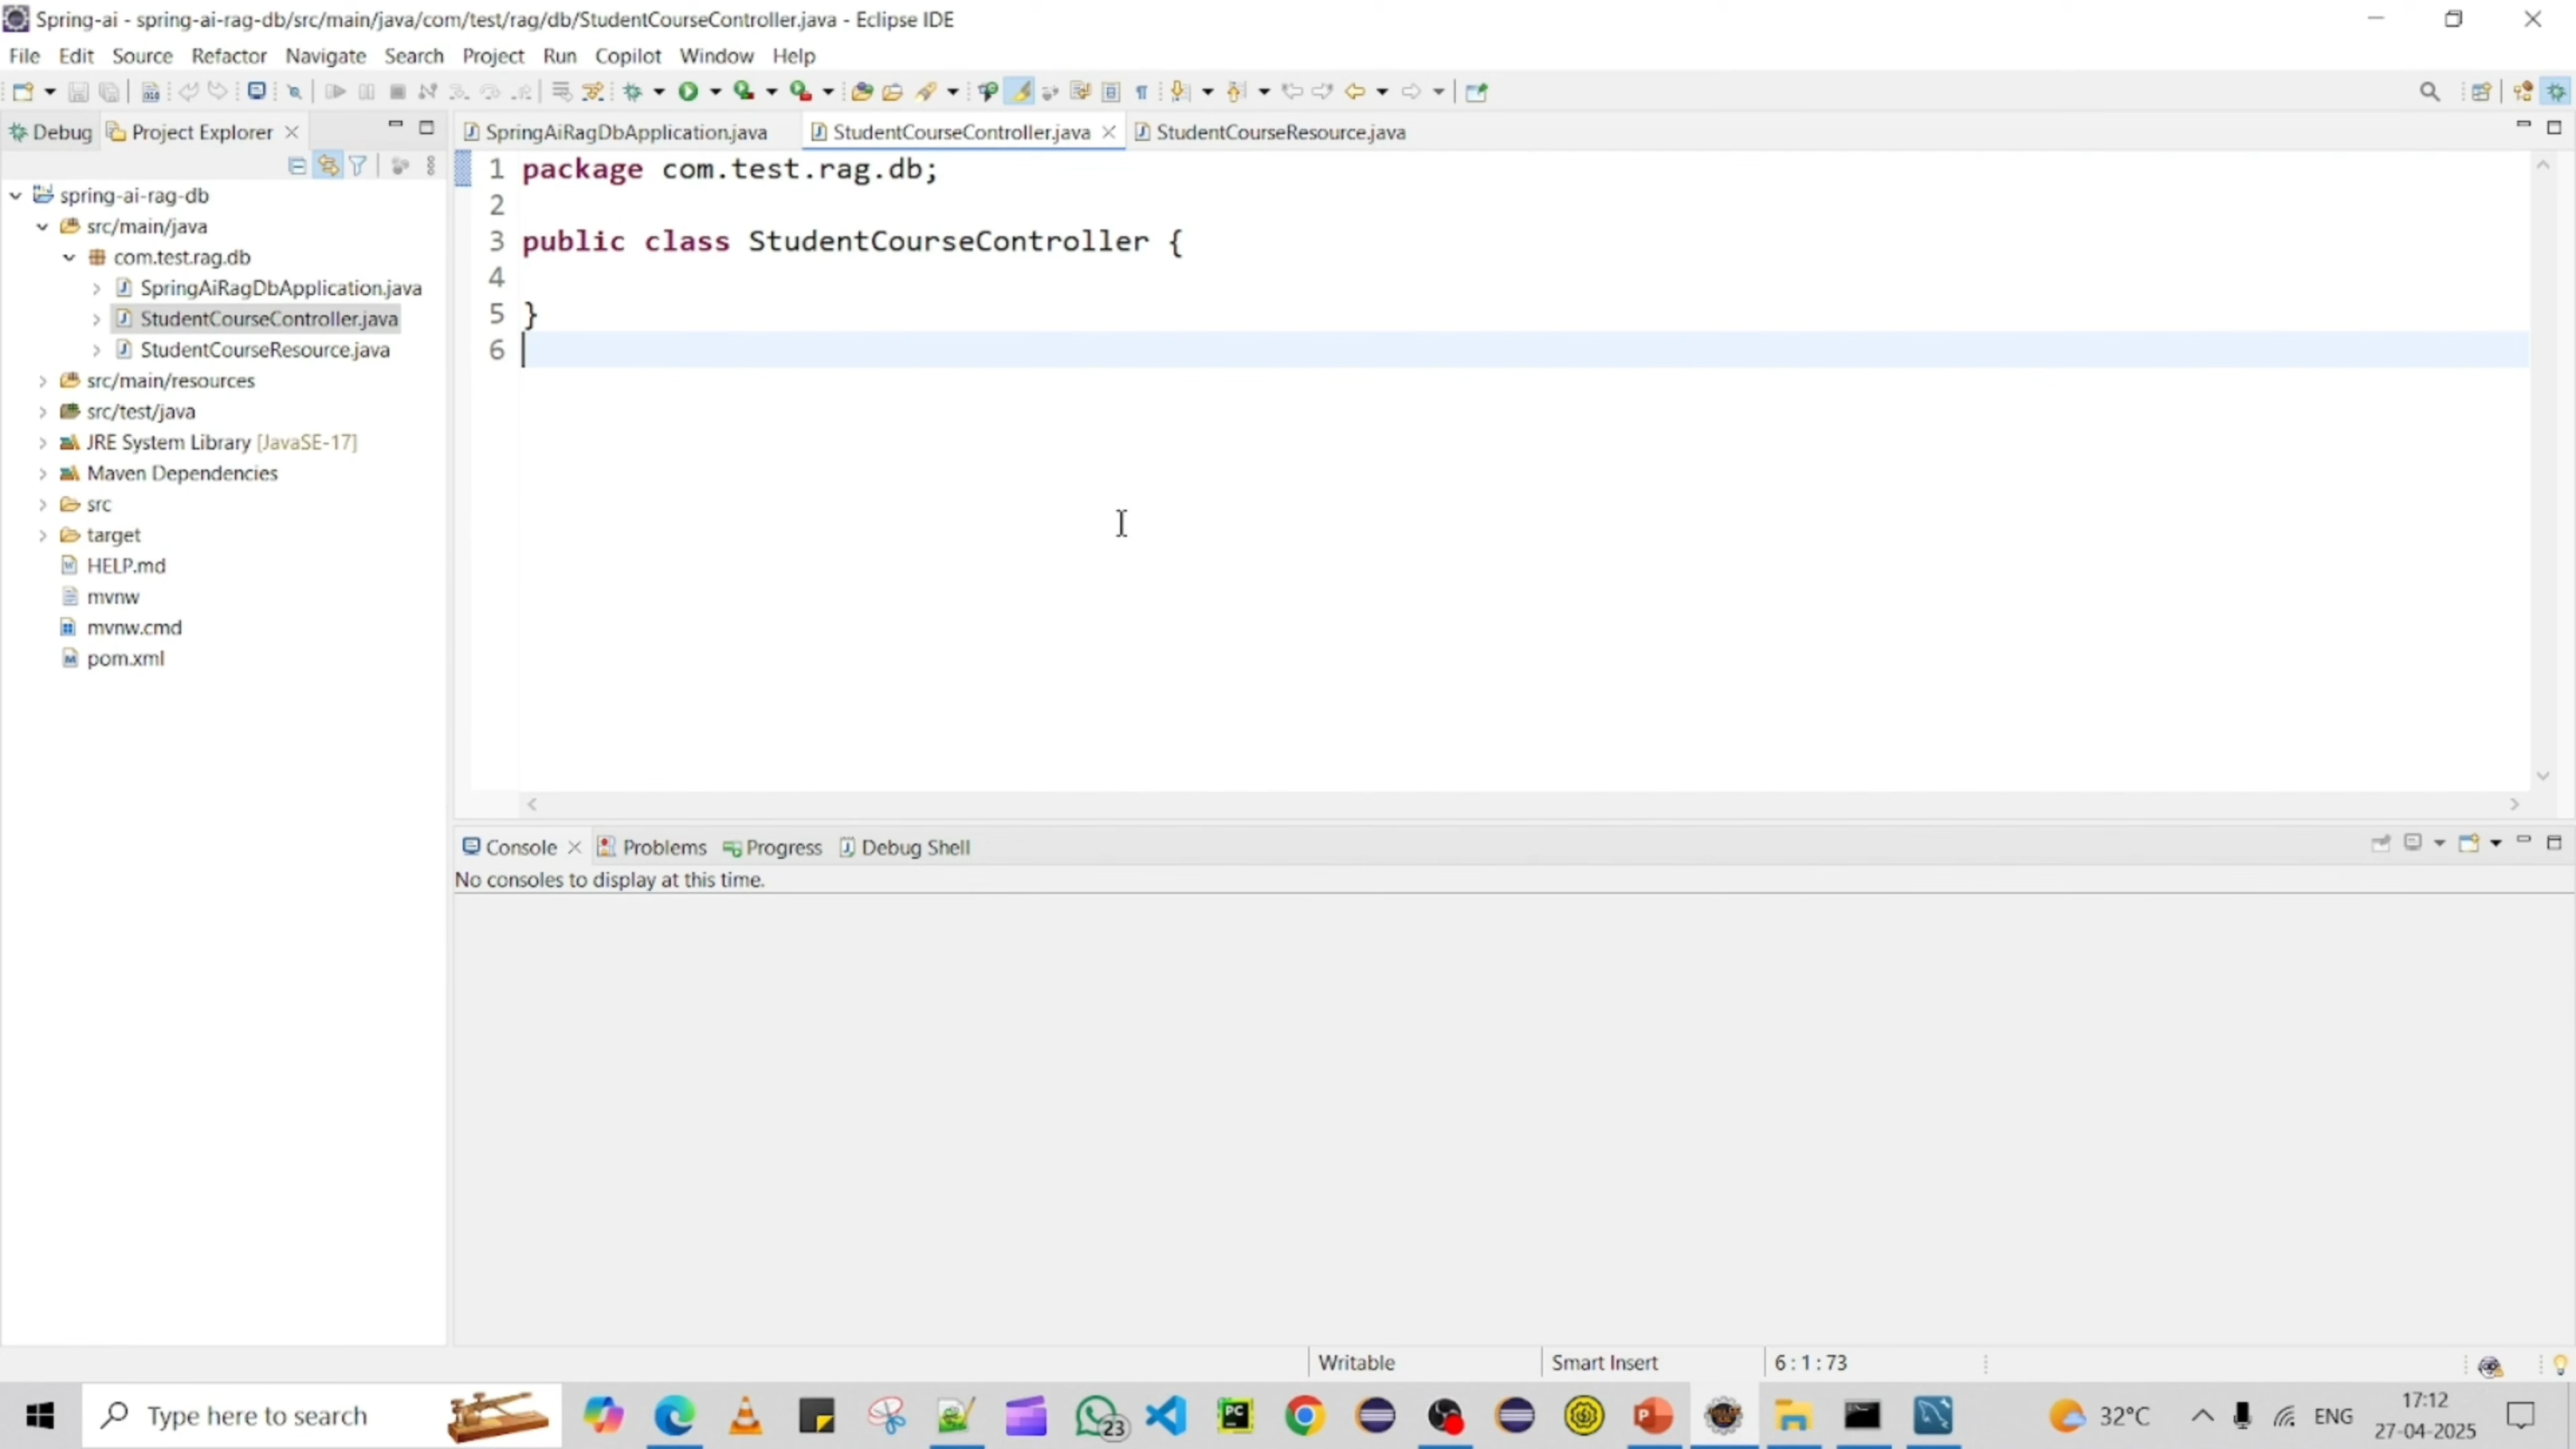 Spring-ai - spring-ai-rag-db/src/main/java/com/test/rag/db/StudentCourseController.java - Eclipse IDE
File Edit Source Refactor Navigate Search Project Run Copilot Window Help
Debug Project Explorer
SpringAiRagDbApplication.java StudentCourseController.java StudentCourseResource.java
spring-ai-rag-db
src/main/java
com.test.rag.db
SpringAiRagDbApplication.java
StudentCourseController.java
StudentCourseResource.java
src/main/resources
src/test/java
JRE System Library [JavaSE-17]
Maven Dependencies
src
target
HELP.md
mvnw
mvnw.cmd
pom.xml
1 package com.test.rag.db;
2
3 public class StudentCourseController {
4
5 }
6
Console Problems Progress Debug Shell
No consoles to display at this time.
Writable Smart Insert 6 : 1 : 73
Type here to search
23
PC
P
32°C
ENG
17:12
27-04-2025